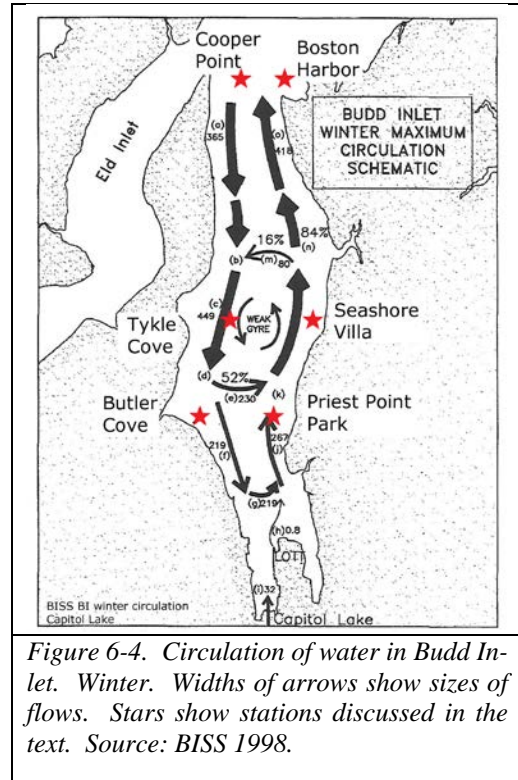 Cooper
Point
Boston
Harbor
Eld Inlet
BUDD INLET
WINTER MAXIMUM
CIRCULATION
SCHEMATIC
(a)
365
(o)
418
16%
84%
(n)
(b)
(m) 80
(c)
449
WEAK
GYRE
Tykle
Cove
Seashore
Villa
(d)
52%
(e) 230
(k)
Butler
Cove
Priest Point
Park
219
(f)
267
(j)
(g) 219
(h) 0.8
LOTT
(i) 32
Capitol Lake
BISS BI winter circulation
Capitol Lake
Figure 6-4. Circulation of water in Budd In-
let. Winter. Widths of arrows show sizes of
flows. Stars show stations discussed in the
text. Source: BISS 1998.